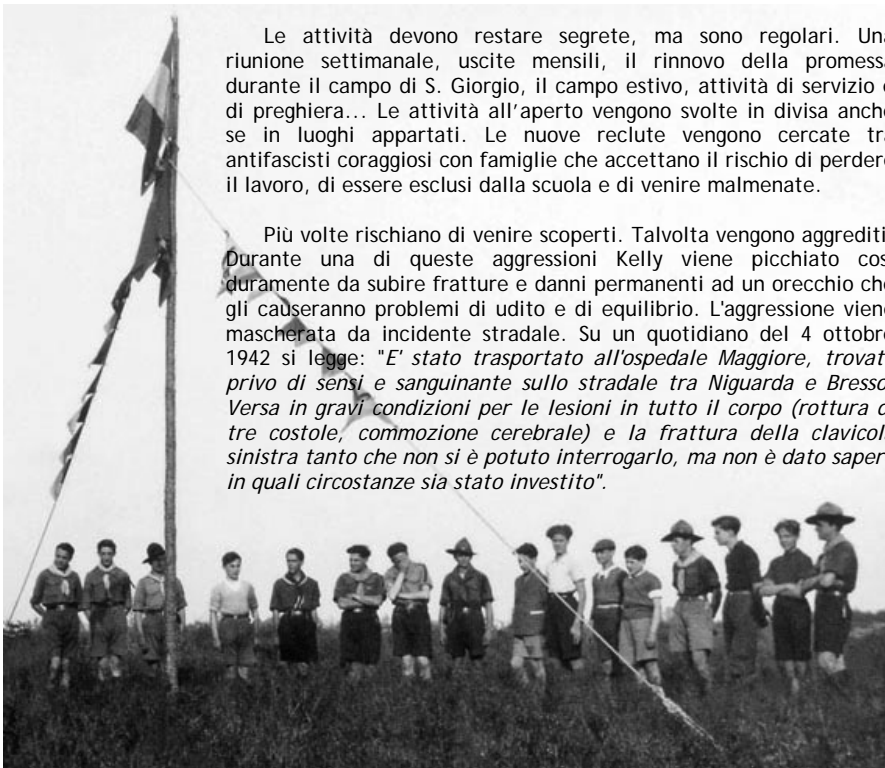 Le attività devono restare segrete, ma sono regolari. Una
riunione settimanale, uscite mensili, il rinnovo della promessa
durante il campo di S. Giorgio, il campo estivo, attività di servizio e
di preghiera... Le attività all'aperto vengono svolte in divisa anche
se in luoghi appartati. Le nuove reclute vengono cercate tra
antifascisti coraggiosi con famiglie che accettano il rischio di perdere
il lavoro, di essere esclusi dalla scuola e di venire malmenate.
Più volte rischiano di venire scoperti. Talvolta vengono aggrediti
Durante una di queste aggressioni Kelly viene picchiato cos
duramente da subire fratture e danni permanenti ad un orecchio che
gli causeranno problemi di udito e di equilibrio. L'aggressione viene
mascherata da incidente stradale. Su un quotidiano del 4 ottobre
1942 si legge: "E' stato trasportato all'ospedale Maggiore, trovat
privo di sensi e sanguinante sullo stradale tra Niguarda e Bresso
Versa in gravi condizioni per le lesioni in tutto il corpo (rottura d
tre costole, commozione cerebrale) e la frattura della clavicol
sinistra tanto che non si è potuto interrogarlo, ma non è dato saper
in quali circostanze sia stato investito".